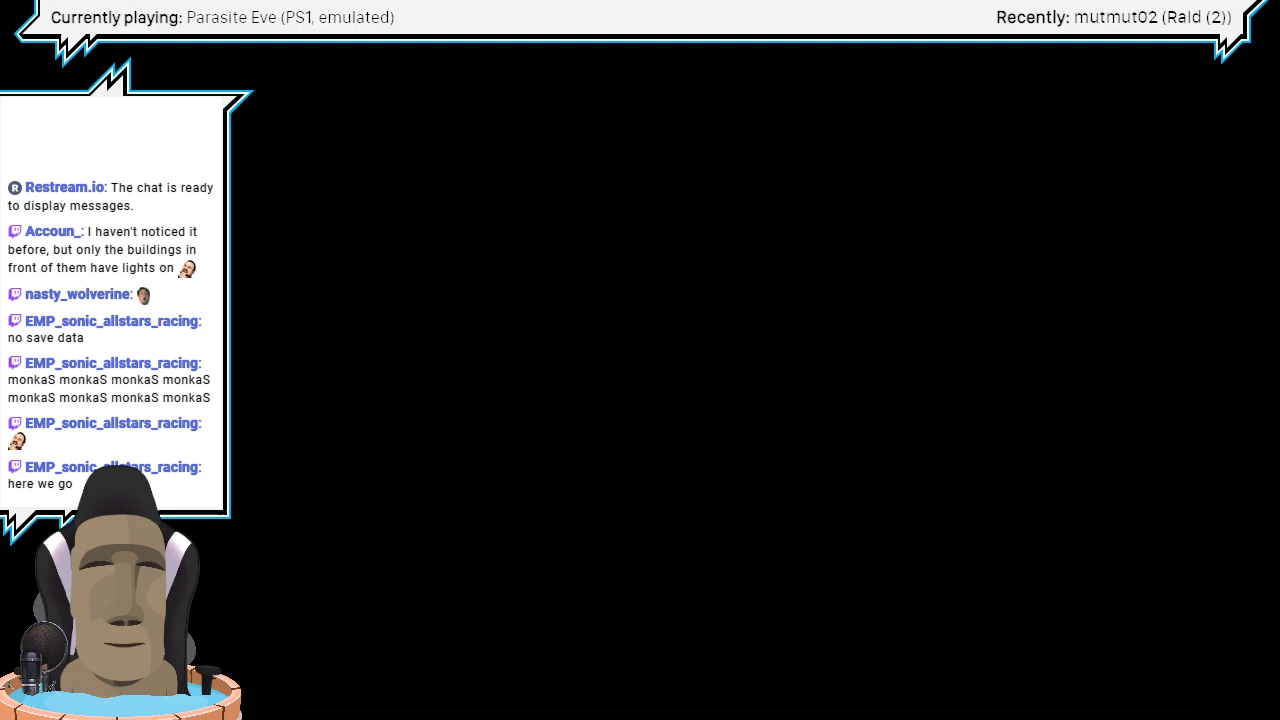 Currently playing: Parasite Eve (PS1, emulated)
Recently: mutmut02 (Raid (2))
R Restream.io: The chat is ready
to display messages.
Accoun_: I haven't noticed it
before, but only the buildings in
front of them have lights on
nasty_wolverine:
EMP_sonic_allstars_racing:
no save data
EMP_sonic_allstars_racing:
monkaS monkaS monkaS monkaS
monkaS monkaS monkaS monkaS
EMP_sonic_allstars_racing:
EMP_sonic_allstars_racing:
here we go